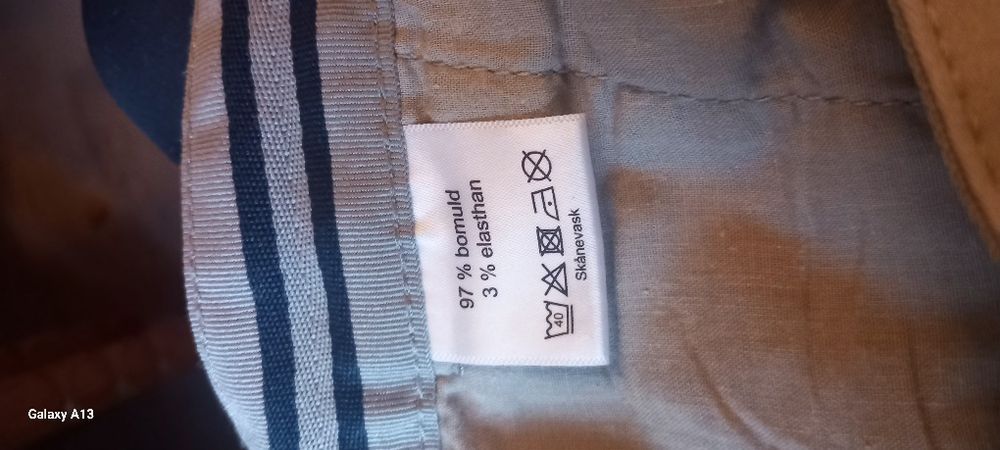 97 % bomuld
3 % elasthan
40
Skånevask
Galaxy A13